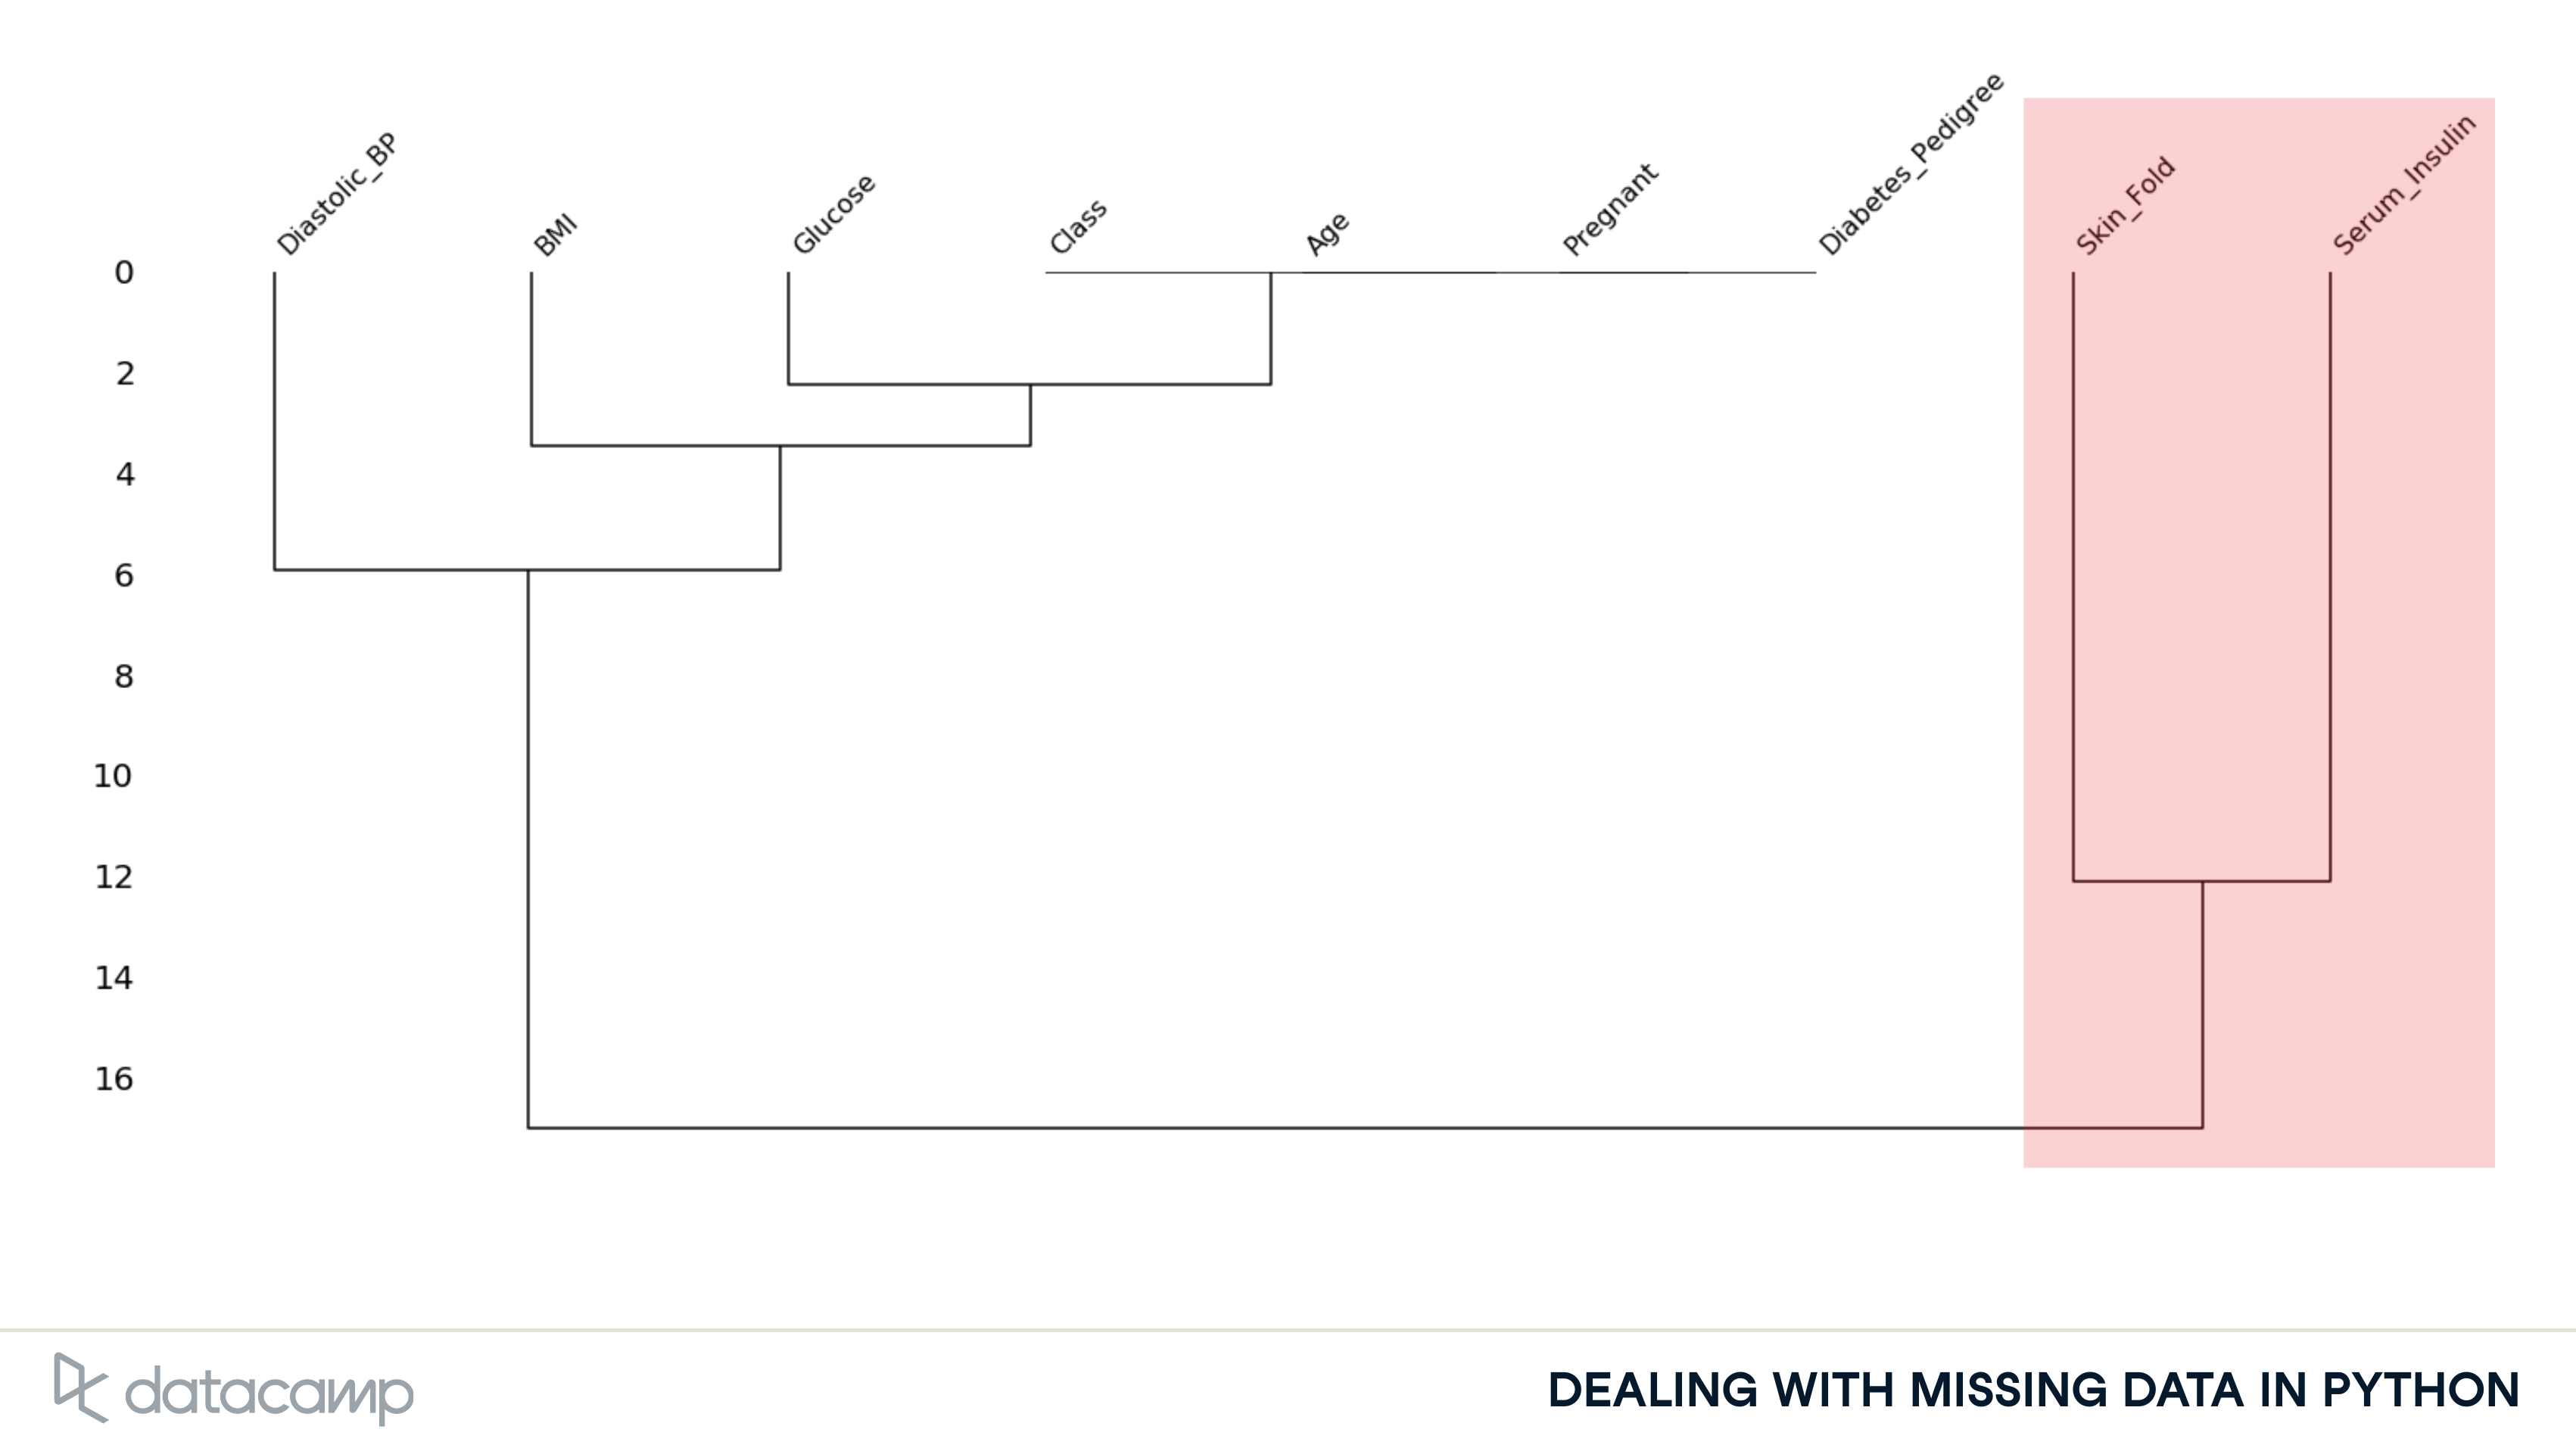 Diastolic_BP
BMI
Glucose
Class
Age
Pregnant
Diabetes_Pedigree
Skin_Fold
Serum_Insulin
0
2
4
6
8
10
12
14
16
datacamp
DEALING WITH MISSING DATA IN PYTHON